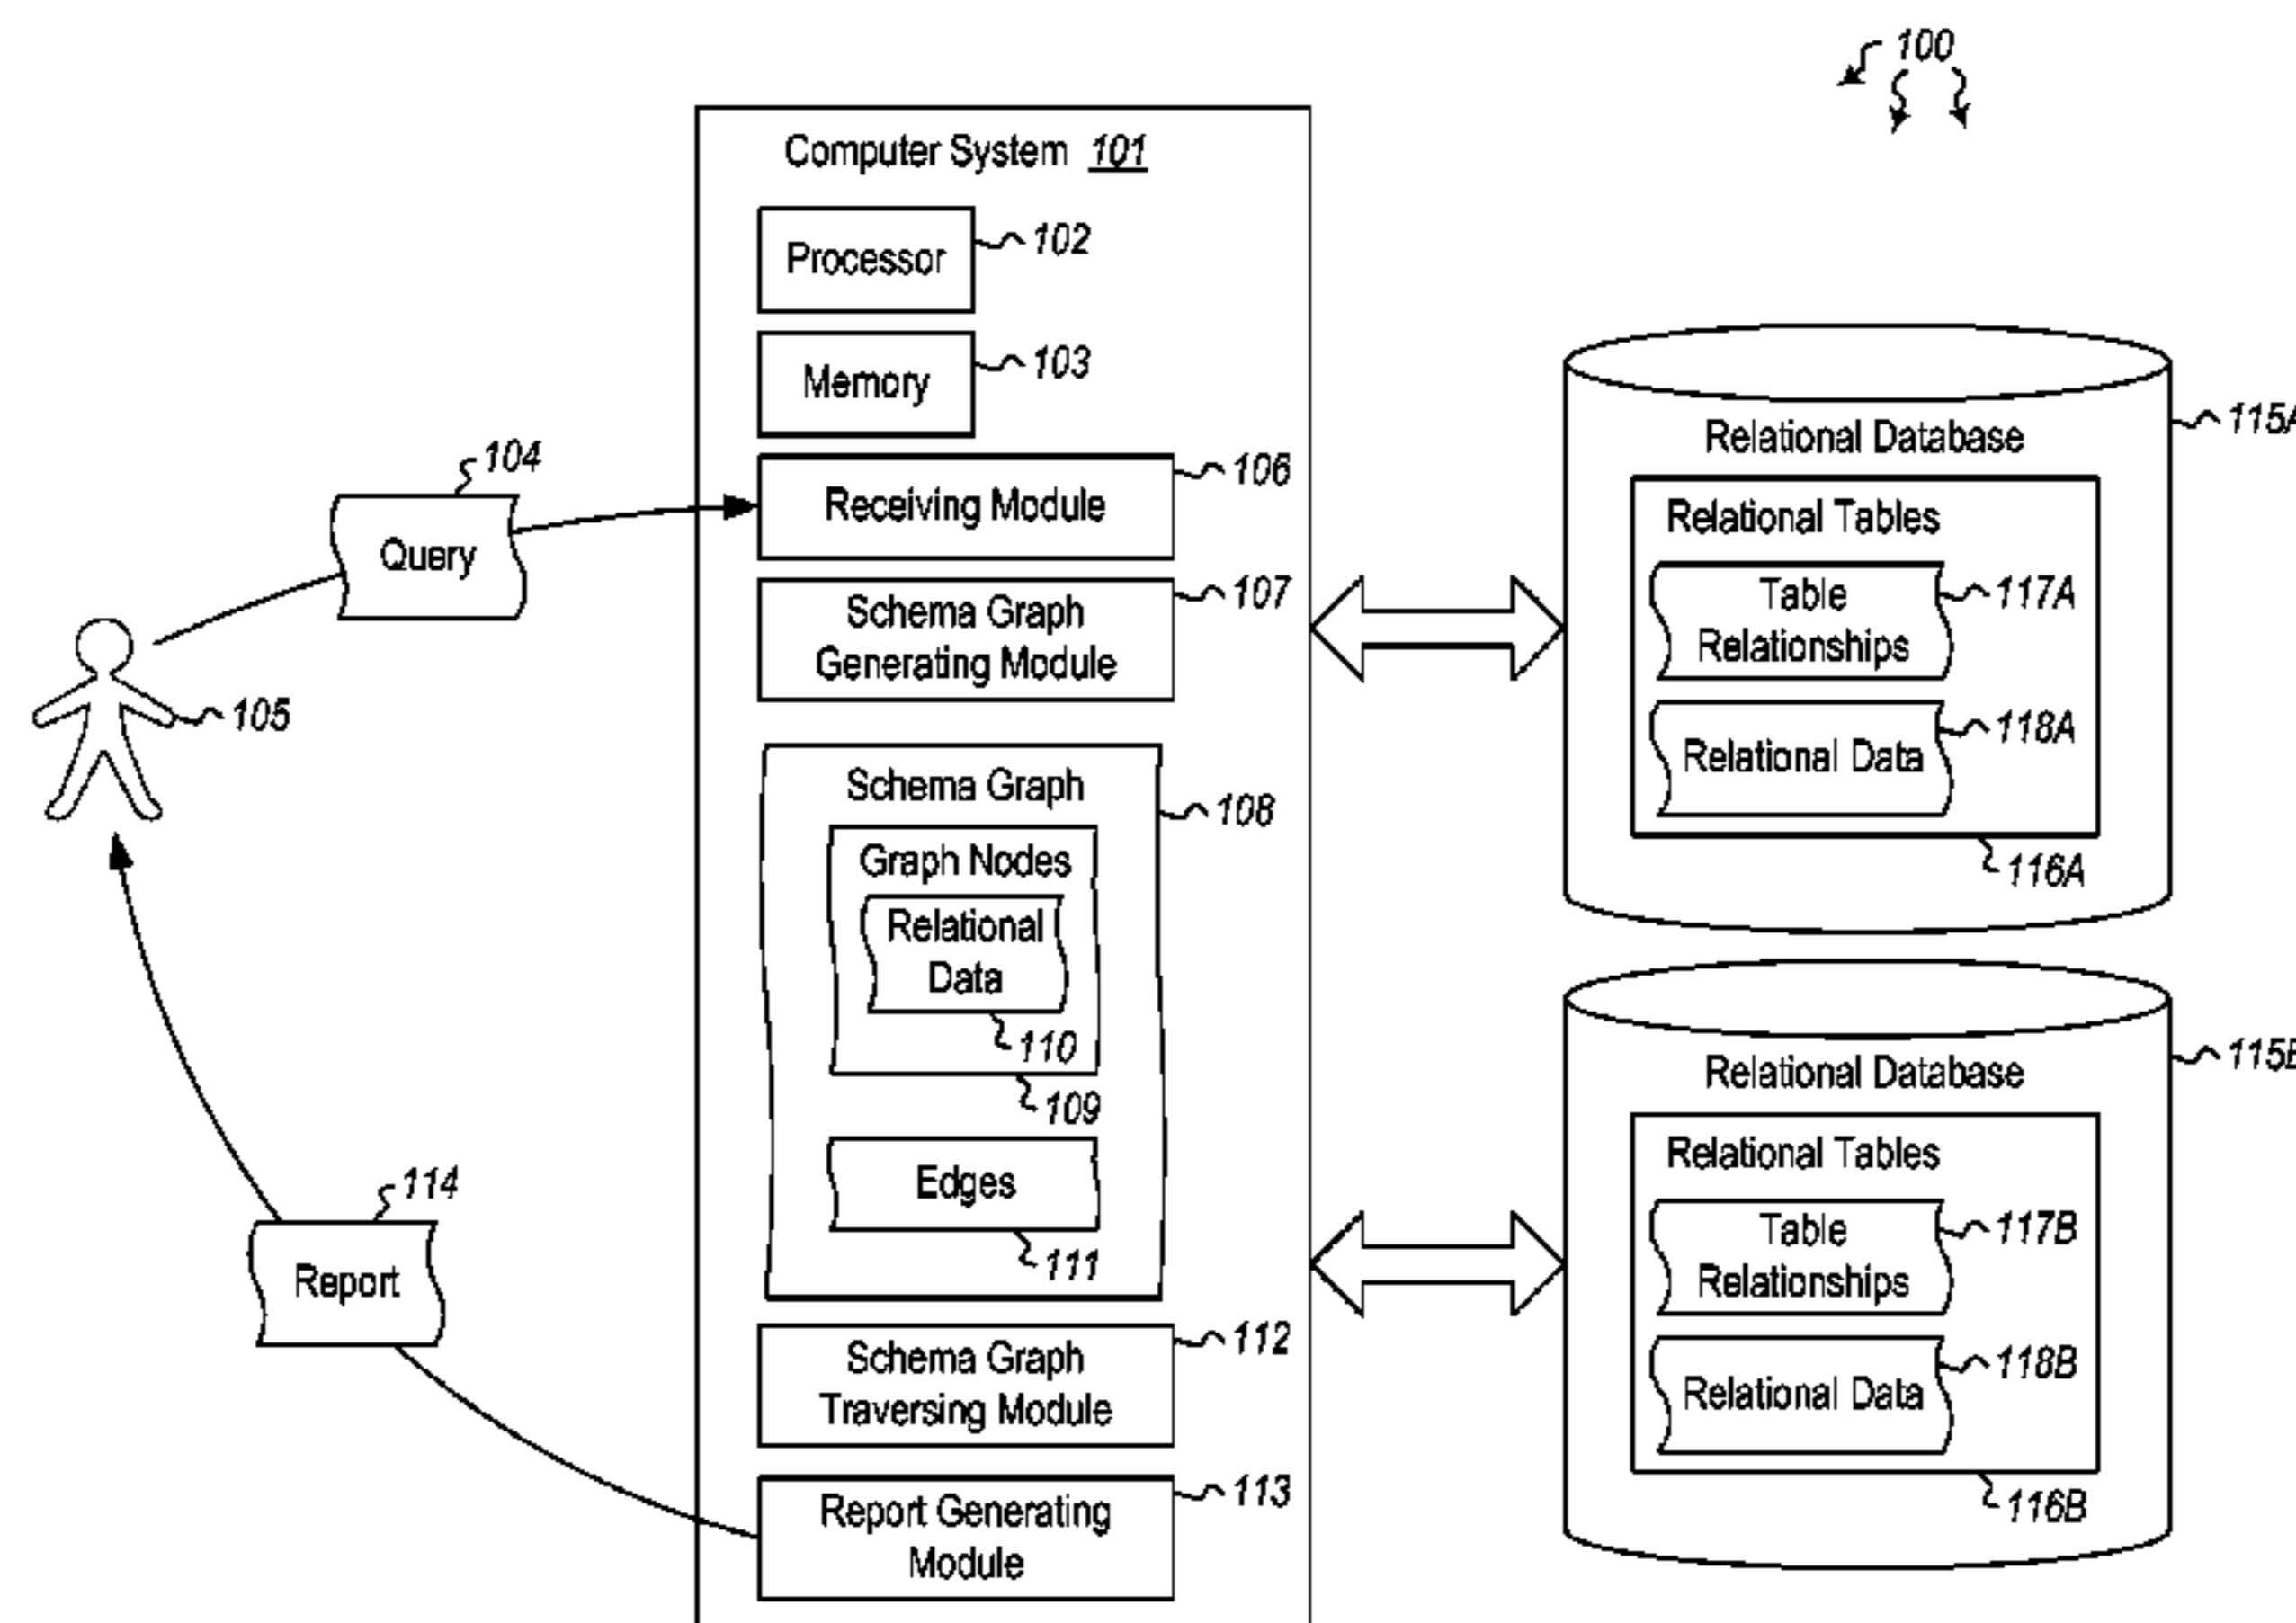 100
Computer System 101
Processor
102
Memory
103
104
Query
Receiving Module
106
Schema Graph
Generating Module
107
105
Schema Graph
108
Graph Nodes
Relational
Data
110
109
Edges
111
114
Report
Schema Graph
Traversing Module
112
Report Generating
Module
113
Relational Database
115A
Relational Tables
Table
Relationships
117A
Relational Data
118A
116A
Relational Database
115B
Relational Tables
Table
Relationships
117B
Relational Data
118B
116B